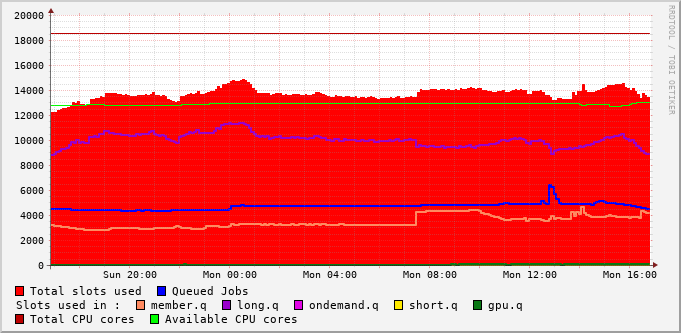 RRDTOOL / TOBI OETIKER
20000
18000
16000
14000
12000
10000
8000
6000
4000
2000
0
Sun 20:00 Mon 00:00 Mon 04:00 Mon 08:00 Mon 12:00 Mon 16:00
Total slots used Queued Jobs
Slots used in : member.q long.q ondemand.q short.q gpu.q
Total CPU cores Available CPU cores